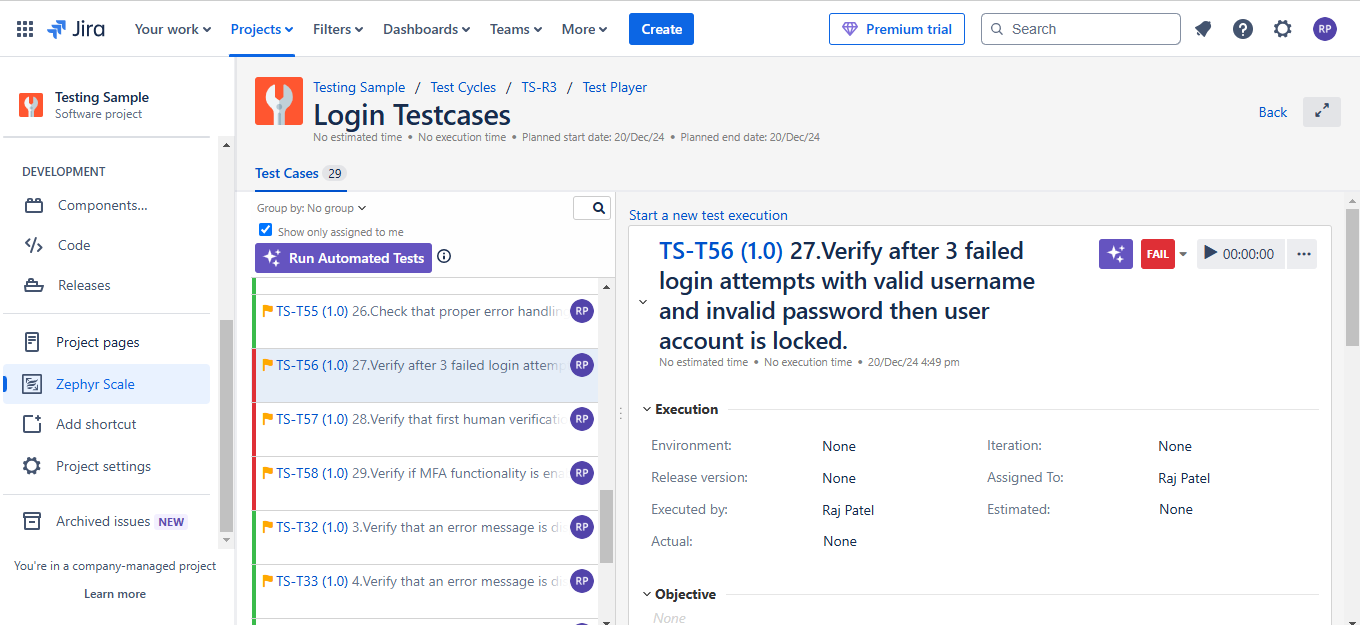 Jira
Your work
Projects
Filters
Dashboards
Teams
More
Create
Premium trial
Search
RP
Testing Sample
Software project
DEVELOPMENT
Components...
Code
Releases
Project pages
Zephyr Scale
Add shortcut
Project settings
Archived issues NEW
You're in a company-managed project
Learn more
Testing Sample / Test Cycles / TS-R3 / Test Player
Login Testcases
No estimated time • No execution time • Planned start date: 20/Dec/24 • Planned end date: 20/Dec/24
Back
Test Cases 29
Group by: No group
Show only assigned to me
Run Automated Tests
TS-T55 (1.0) 26.Check that proper error handlin
RP
TS-T56 (1.0) 27.Verify after 3 failed login attemp
RP
TS-T57 (1.0) 28.Verify that first human verificatio
RP
TS-T58 (1.0) 29.Verify if MFA functionality is ena
RP
TS-T32 (1.0) 3.Verify that an error message is di
RP
TS-T33 (1.0) 4.Verify that an error message is di
RP
Start a new test execution
TS-T56 (1.0) 27.Verify after 3 failed
login attempts with valid username
and invalid password then user
account is locked.
FAIL
00:00:00
No estimated time • No execution time • 20/Dec/24 4:49 pm
Execution
Environment: None
Iteration: None
Release version: None
Assigned To: Raj Patel
Executed by: Raj Patel
Estimated: None
Actual: None
Objective
None